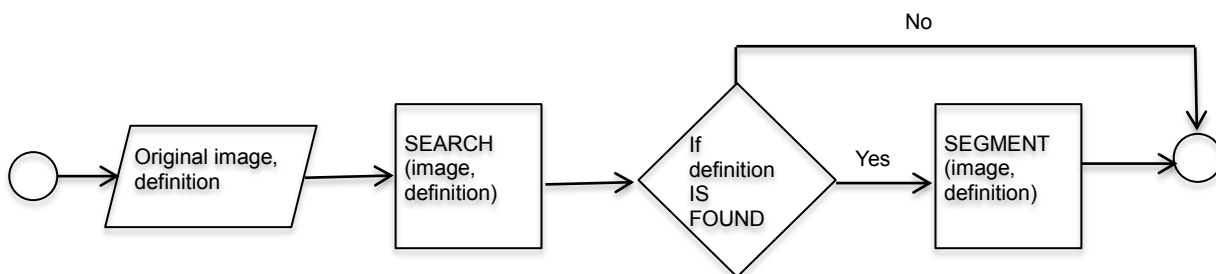 Original image,
definition
SEARCH
(image,
definition)
If
definition
IS
FOUND
No
Yes
SEGMENT
(image,
definition)